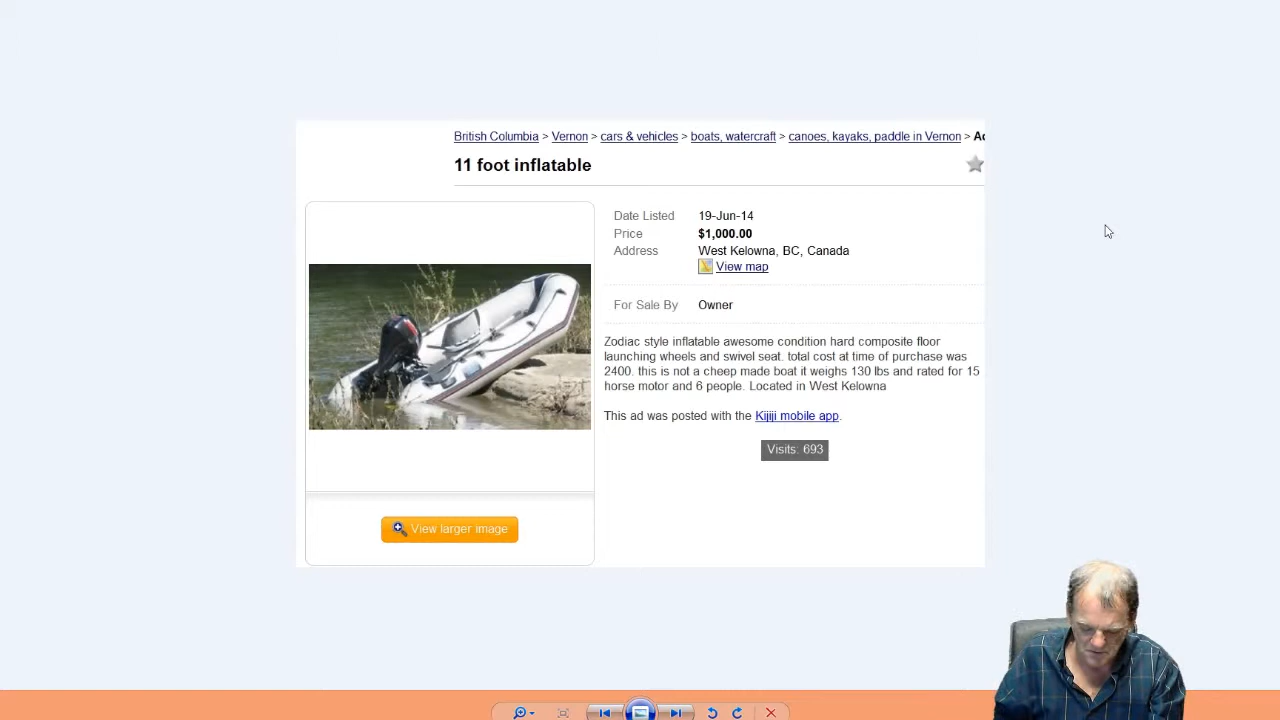 British Columbia > Vernon > cars & vehicles > boats, watercraft > canoes, kayaks, paddle in Vernon >
11 foot inflatable
Date Listed 19-Jun-14
Price $1,000.00
Address West Kelowna, BC, Canada
View map
For Sale By Owner
Zodiac style inflatable awesome condition hard composite floor
launching wheels and swivel seat. total cost at time of purchase was
2400. this is not a cheep made boat it weighs 130 lbs and rated for 15
horse motor and 6 people. Located in West Kelowna
This ad was posted with the Kijiji mobile app.
Visits: 693
View larger image